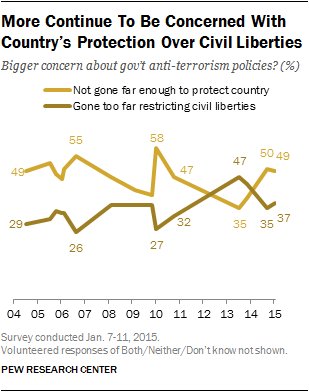 More Continue To Be Concerned With
Country's Protection Over Civil Liberties
Bigger concern about gov't anti-terrorism policies? (%)
Not gone far enough to protect country
Gone too far restricting civil liberties
49
55
58
47
47
50
49
29
26
27
32
35
35
37
04 05 06 07 08 09 10 11 12 13 14 15
Survey conducted Jan. 7-11, 2015.
Volunteered responses of Both/Neither/Don't know not shown.
PEW RESEARCH CENTER